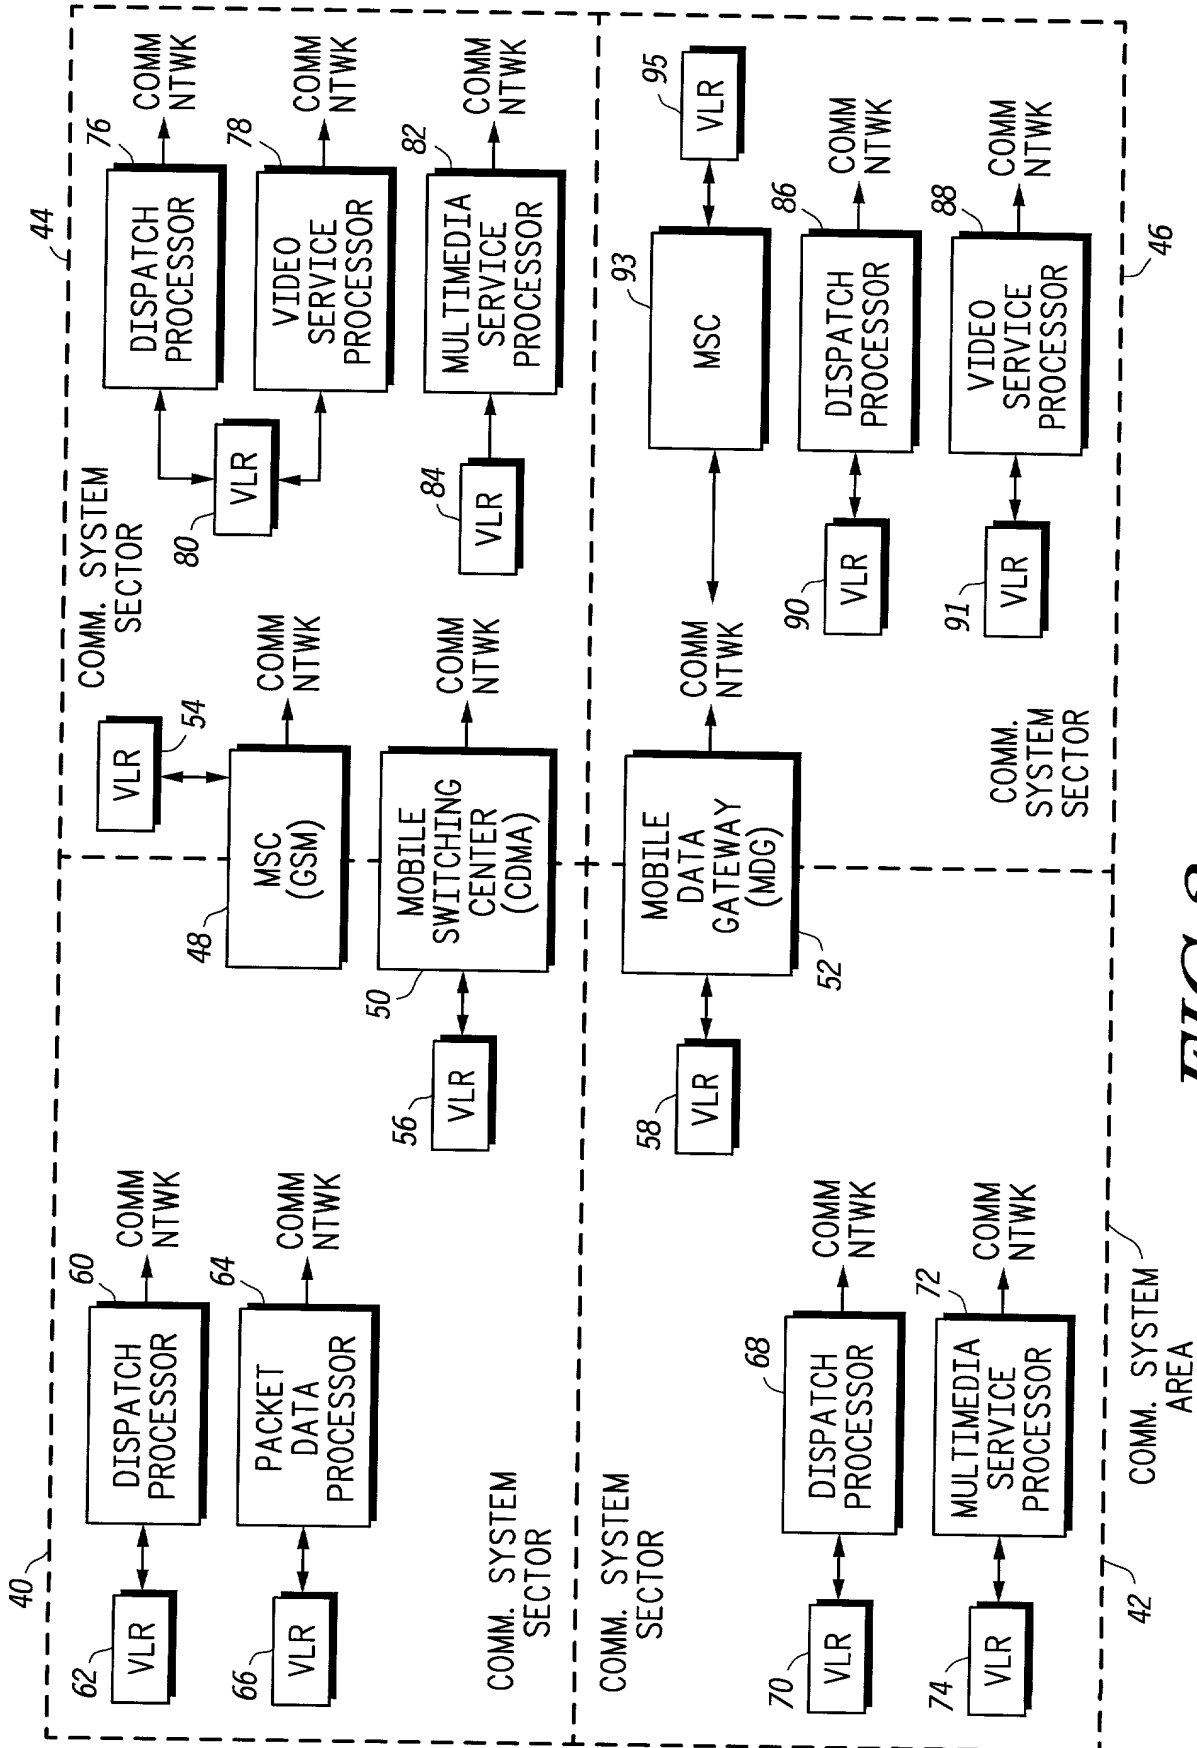 40
62
VLR
DISPATCH
PROCESSOR
60
COMM
NTWK
66
VLR
PACKET
DATA
PROCESSOR
64
COMM
NTWK
COMM. SYSTEM
SECTOR
VLR
54
48
MSC
(GSM)
COMM
NTWK
56
VLR
50
MOBILE
SWITCHING
CENTER
(CDMA)
COMM
NTWK
44
COMM. SYSTEM
SECTOR
DISPATCH
PROCESSOR
76
COMM
NTWK
80
VLR
VIDEO
SERVICE
PROCESSOR
78
COMM
NTWK
84
VLR
MULTIMEDIA
SERVICE
PROCESSOR
82
COMM
NTWK
COMM. SYSTEM
SECTOR
58
VLR
MOBILE
DATA
GATEWAY
(MDG)
52
COMM
NTWK
70
VLR
68
DISPATCH
PROCESSOR
COMM
NTWK
74
VLR
MULTIMEDIA
SERVICE
PROCESSOR
72
COMM
NTWK
42
93
MSC
VLR
95
90
VLR
DISPATCH
PROCESSOR
86
COMM
NTWK
91
VLR
VIDEO
SERVICE
PROCESSOR
88
COMM
NTWK
COMM.
SYSTEM
SECTOR
46
COMM. SYSTEM
AREA